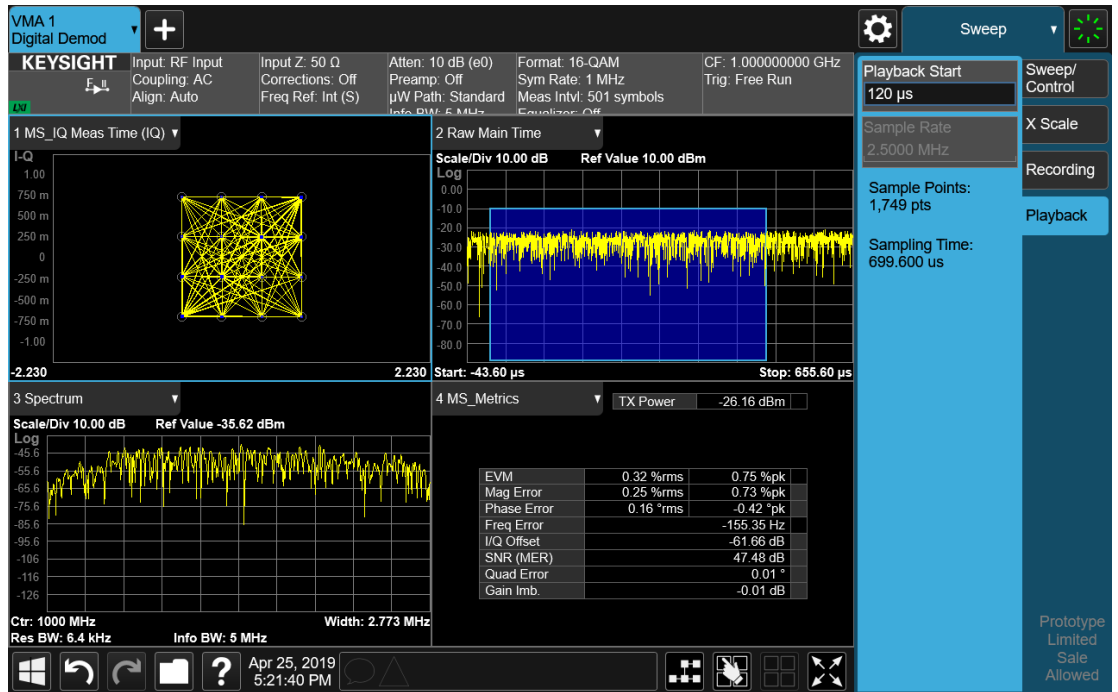 VMA 1
Digital Demod
Sweep
KEYSIGHT
LXI
Input: RF Input
Coupling: AC
Align: Auto
Input Z: 50 Ω
Corrections: Off
Freq Ref: Int (S)
Atten: 10 dB (e0)
Preamp: Off
µW Path: Standard
Info BW: 5 MHz
Format: 16-QAM
Sym Rate: 1 MHz
Meas Intvl: 501 symbols
Equalizer: Off
CF: 1.000000000 GHz
Trig: Free Run
1 MS_IQ Meas Time (IQ)
I-Q
1.00
750 m
500 m
250 m
0
-250 m
-500 m
-750 m
-1.00
-2.230
2.230
2 Raw Main Time
Scale/Div 10.00 dB
Ref Value 10.00 dBm
Log
0.00
-10.0
-20.0
-30.0
-40.0
-50.0
-60.0
-70.0
-80.0
Start: -43.60 µs
Stop: 655.60 µs
3 Spectrum
Scale/Div 10.00 dB
Ref Value -35.62 dBm
Log
-45.6
-55.6
-65.6
-75.6
-85.6
-95.6
-106
-116
-126
Ctr: 1000 MHz
Width: 2.773 MHz
Res BW: 6.4 kHz
Info BW: 5 MHz
4 MS_Metrics
TX Power -26.16 dBm
EVM 0.32 %rms 0.75 %pk
Mag Error 0.25 %rms 0.73 %pk
Phase Error 0.16 °rms -0.42 °pk
Freq Error -155.35 Hz
I/Q Offset -61.66 dB
SNR (MER) 47.48 dB
Quad Error 0.01 °
Gain Imb. -0.01 dB
Playback Start
120 µs
Sample Rate
2.5000 MHz
Sample Points:
1,749 pts
Sampling Time:
699.600 us
Sweep/
Control
X Scale
Recording
Playback
Prototype
Limited
Sale
Allowed
?
Apr 25, 2019
5:21:40 PM